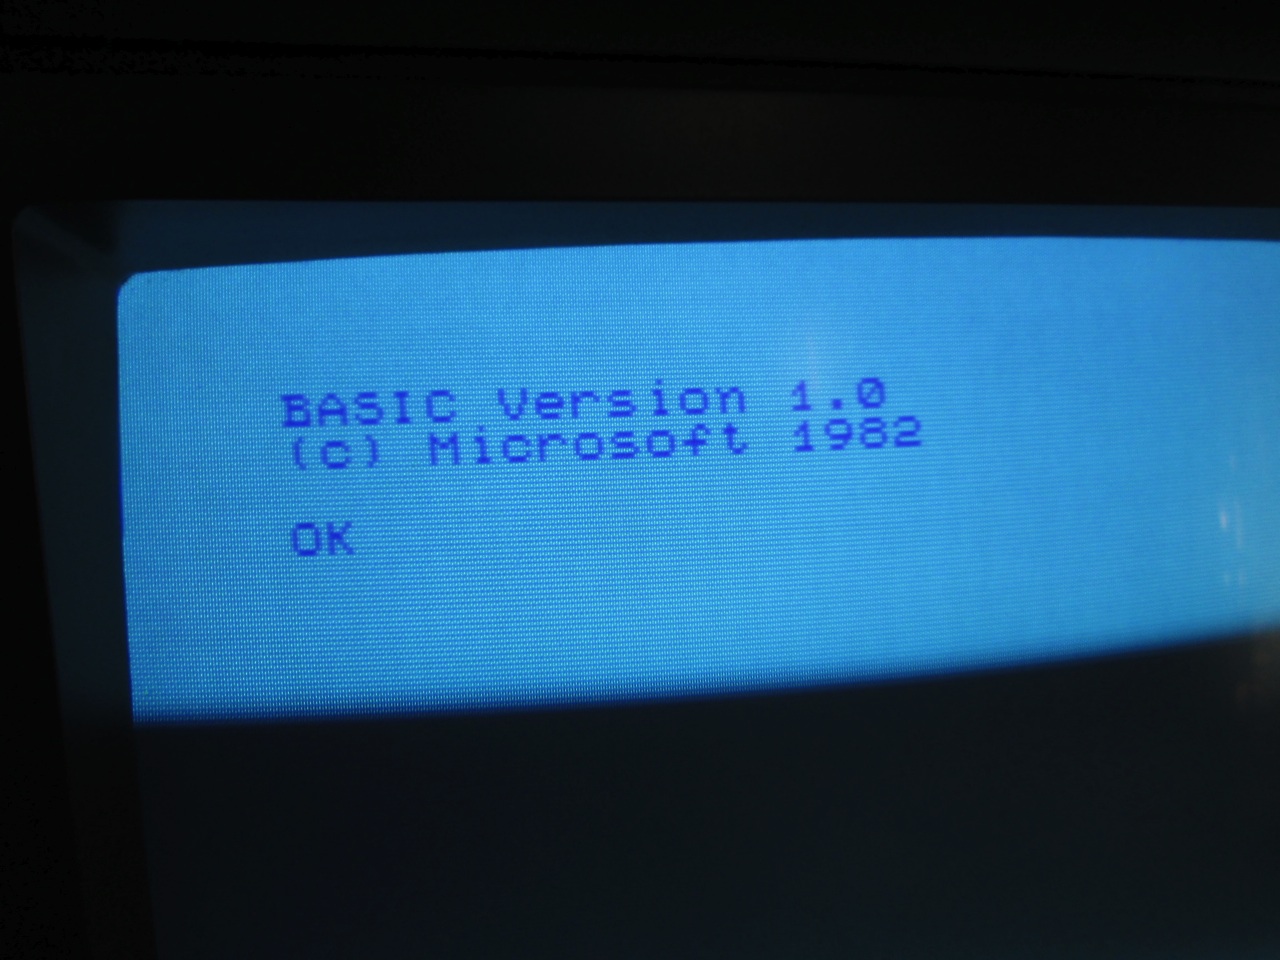 BASIC Version 1.0
(c) Microsoft 1982
OK